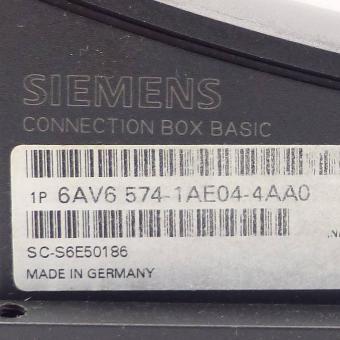 SIEMENS
CONNECTION BOX BASIC
1P 6AV6 574-1AE04-4AA0
SC-S6E50186
MADE IN GERMANY